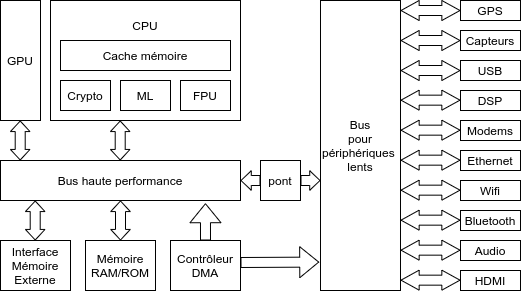 GPU
CPU
Cache mémoire
Crypto
ML
FPU
Bus haute performance
pont
Interface
Mémoire
Externe
Mémoire
RAM/ROM
Contrôleur
DMA
Bus
pour
périphériques
lents
GPS
Capteurs
USB
DSP
Modems
Ethernet
Wifi
Bluetooth
Audio
HDMI